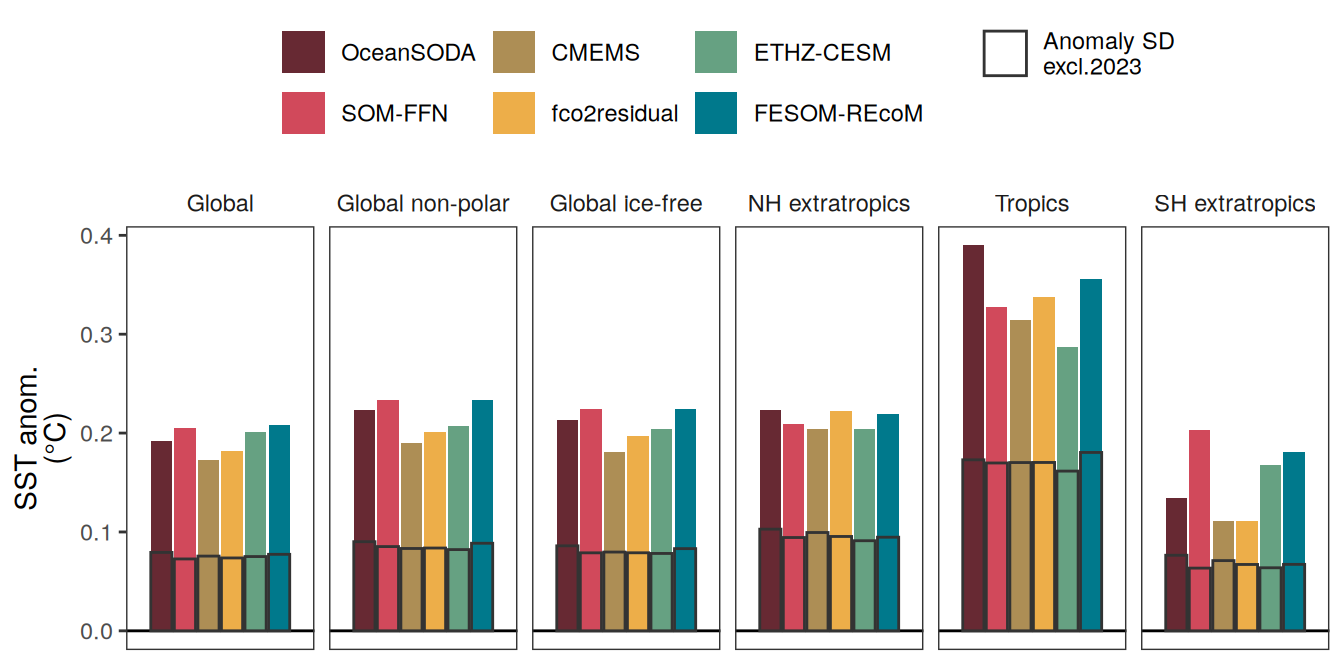 OceanSODA
CMEMS
ETHZ-CESM
Anomaly SD
excl.2023
SOM-FFN
fco2residual
FESOM-REcoM
Global
Global non-polar
Global ice-free
NH extratropics
Tropics
SH extratropics
SST anom.
(°C)
0.4
0.3
0.2
0.1
0.0